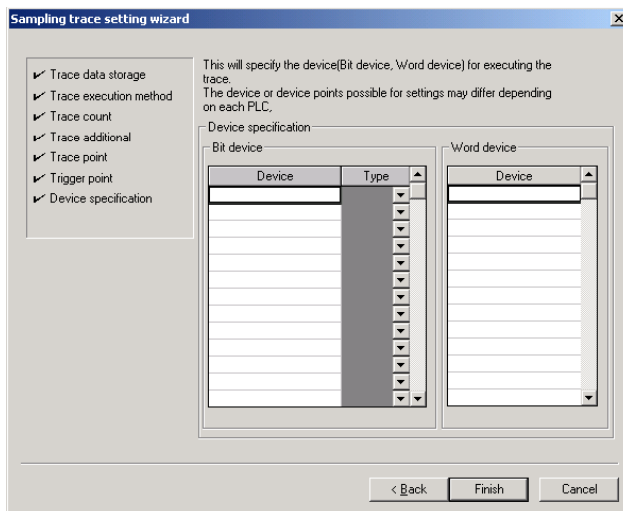 Sampling trace setting wizard
Trace data storage
Trace execution method
Trace count
Trace additional
Trace point
Trigger point
Device specification
This will specify the device(Bit device, Word device) for executing the
trace.
The device or device points possible for settings may differ depending
on each PLC,
Device specification
Bit device
Device Type
Word device
Device
< Back
Finish
Cancel